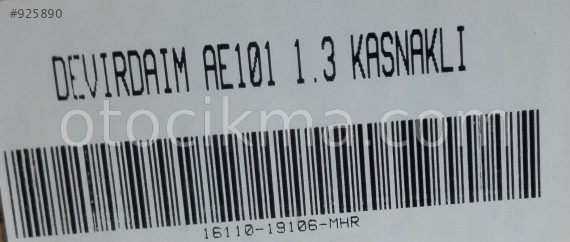 #925890
DEVIRDAIM AE101 1.3 KASNAKLI
otocikma.com
16110-19106-MHR